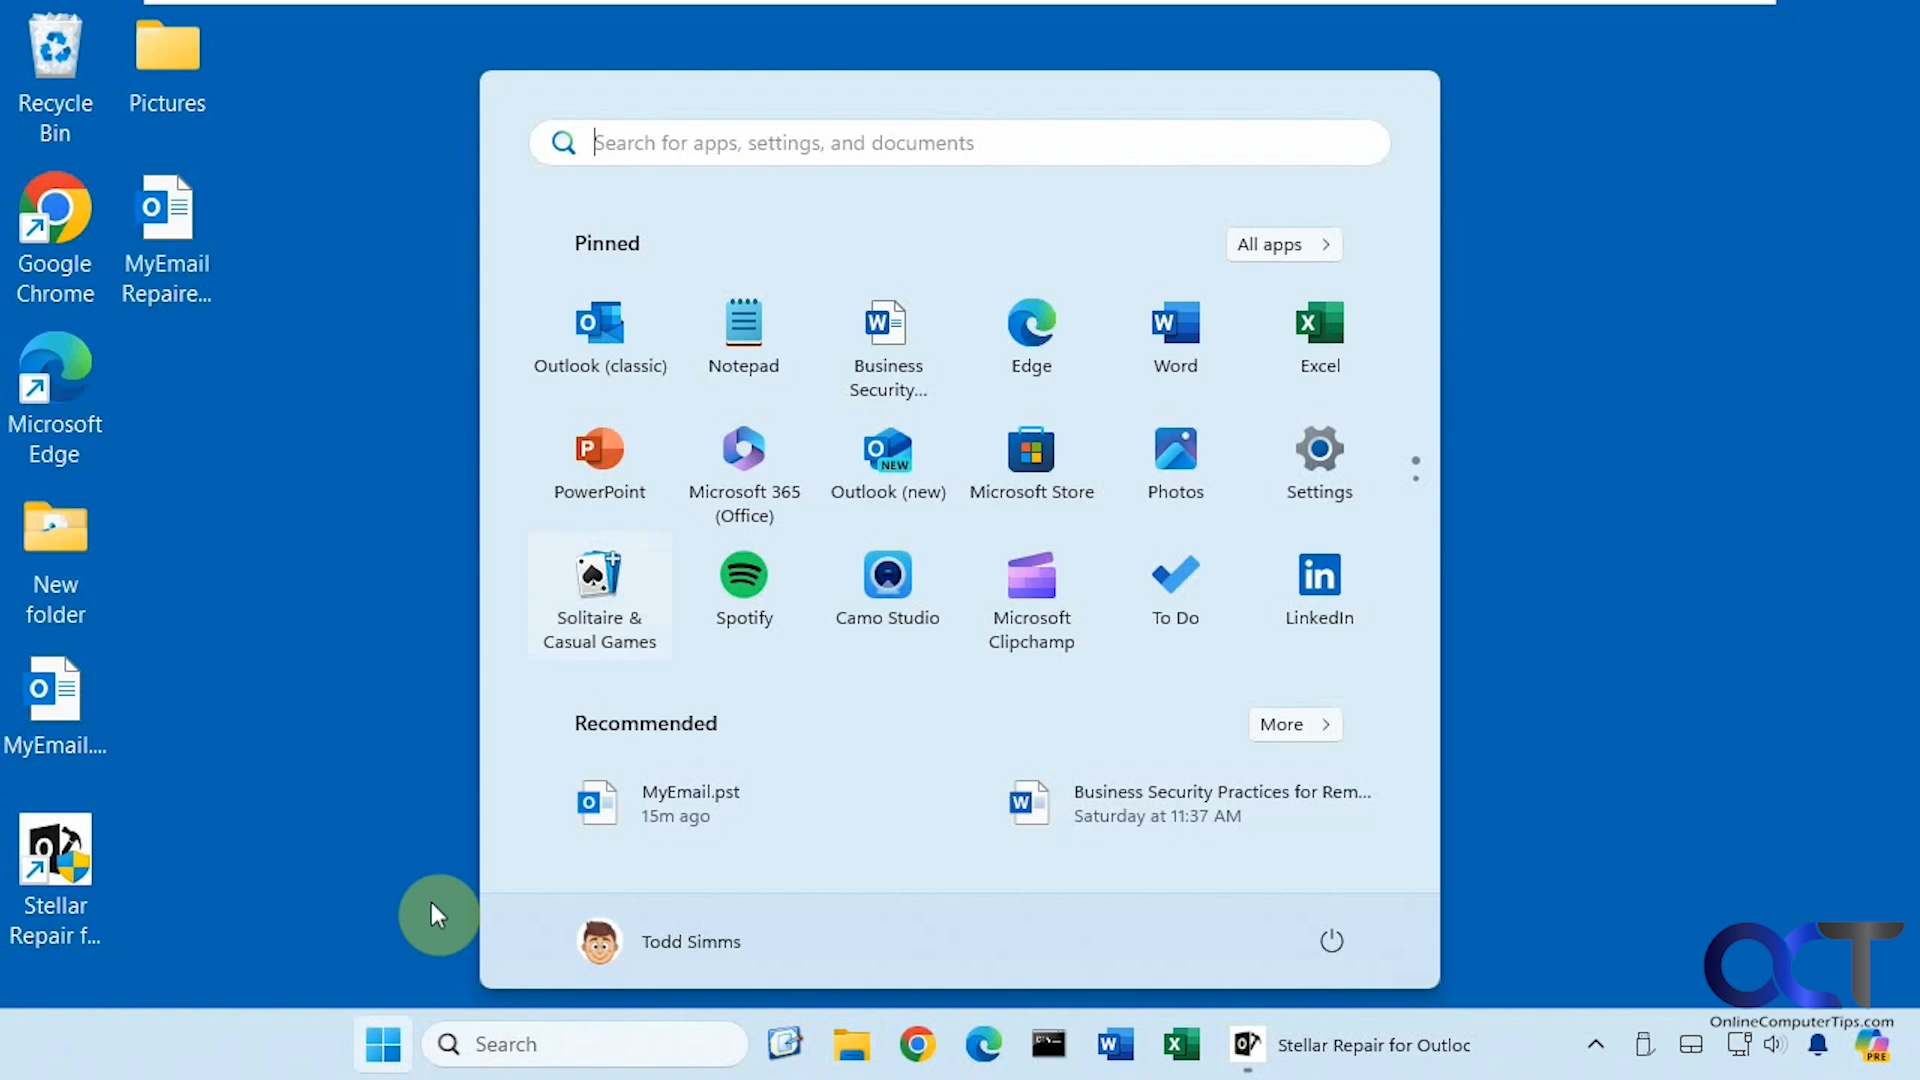 Recycle
Bin
Pictures
Google
Chrome
MyEmail
Repaire...
Microsoft
Edge
New
folder
MyEmail....
Stellar
Repair f...
Search for apps, settings, and documents
Pinned
All apps
Outlook (classic)
Notepad
Business
Security...
Edge
Word
Excel
PowerPoint
Microsoft 365
(Office)
NEW
Outlook (new)
Microsoft Store
Photos
Settings
Solitaire &
Casual Games
Spotify
Camo Studio
Microsoft
Clipchamp
To Do
LinkedIn
Recommended
More
MyEmail.pst
15m ago
Business Security Practices for Rem...
Saturday at 11:37 AM
Todd Simms
OCT
OnlineComputerTips.com
Search
Stellar Repair for Outloc
PRE